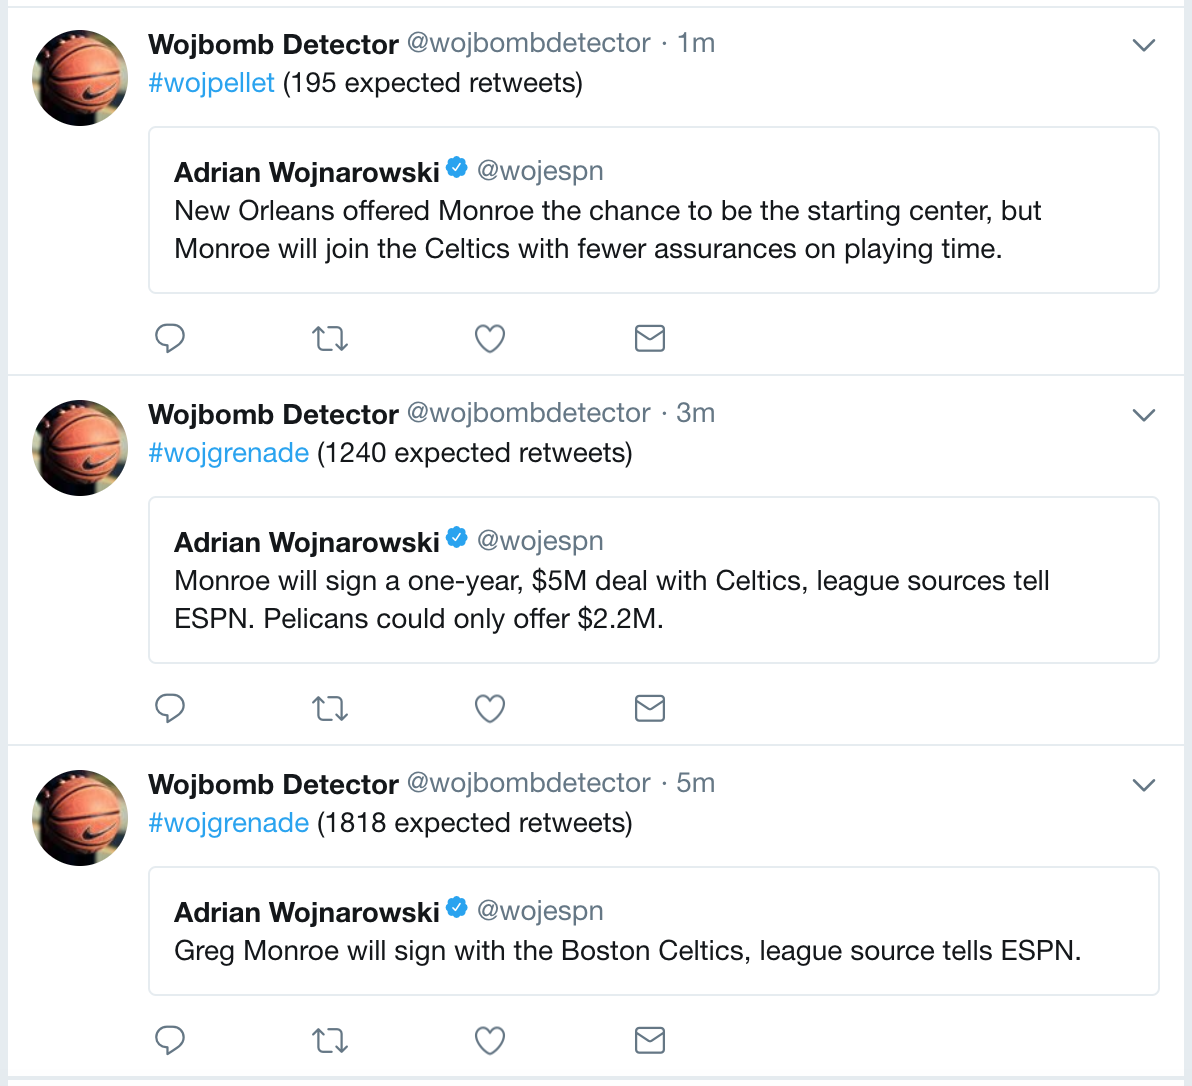 Wojbomb Detector @wojbombdetector · 1m
#wojpellet (195 expected retweets)
Adrian Wojnarowski @wojespn
New Orleans offered Monroe the chance to be the starting center, but
Monroe will join the Celtics with fewer assurances on playing time.
Wojbomb Detector @wojbombdetector · 3m
#wojgrenade (1240 expected retweets)
Adrian Wojnarowski @wojespn
Monroe will sign a one-year, $5M deal with Celtics, league sources tell
ESPN. Pelicans could only offer $2.2M.
Wojbomb Detector @wojbombdetector · 5m
#wojgrenade (1818 expected retweets)
Adrian Wojnarowski @wojespn
Greg Monroe will sign with the Boston Celtics, league source tells ESPN.